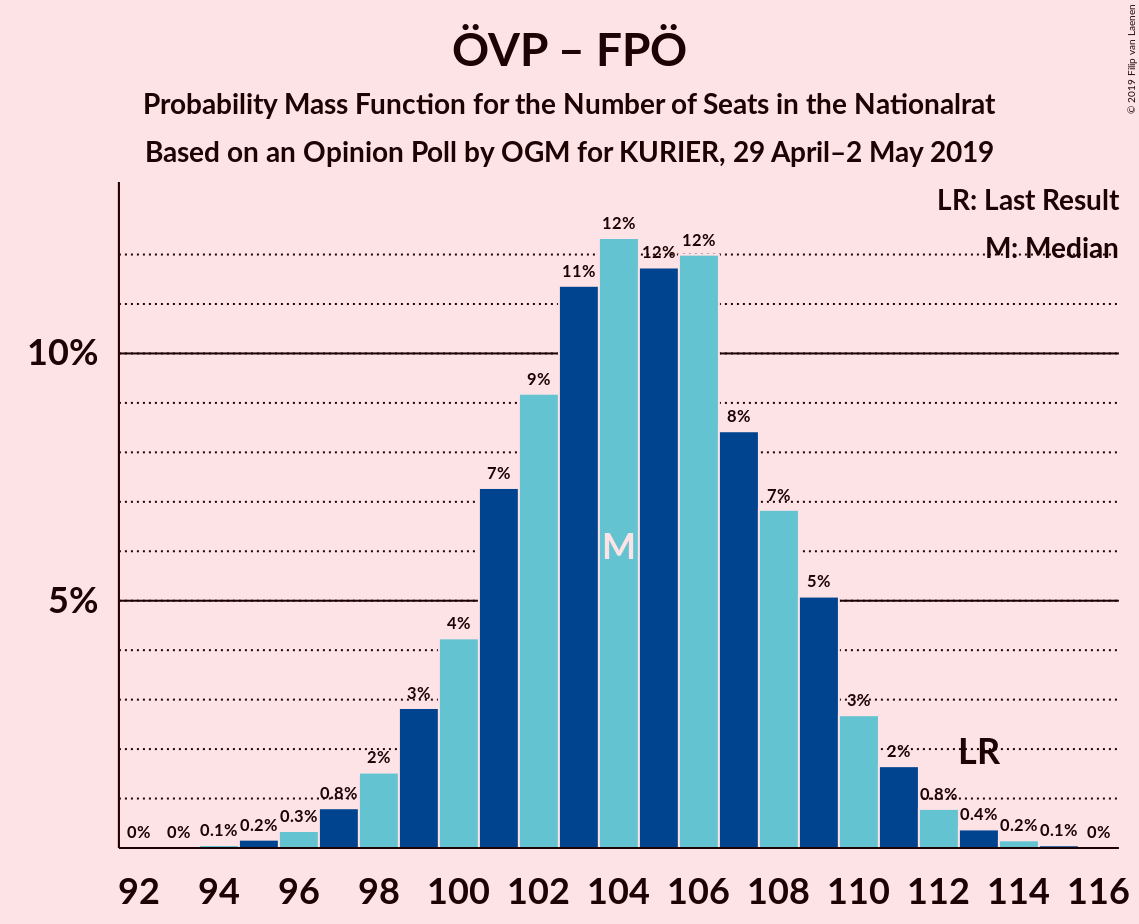 ÖVP – FPÖ
Probability Mass Function for the Number of Seats in the Nationalrat
Based on an Opinion Poll by OGM for KURIER, 29 April–2 May 2019
© 2019 Filip van Laenen
LR: Last Result
M: Median
10%
5%
0% 0% 0.1% 0.2% 0.3% 0.8% 2% 3% 4% 7% 9% 11% 12% 12% 12% 8% 7% 5% 3% 2% 0.8% 0.4% 0.2% 0.1% 0%
M
LR
92 94 96 98 100 102 104 106 108 110 112 114 116